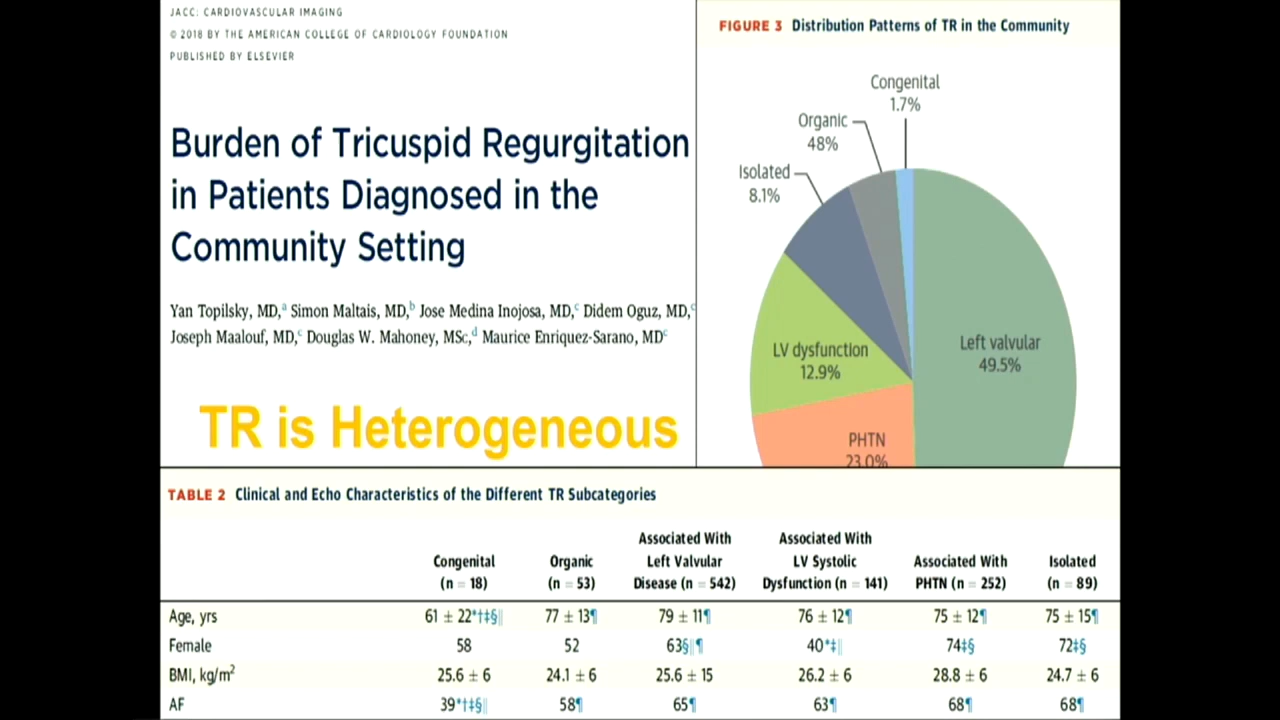 JACC: CARDIOVASCULAR IMAGING
© 2018 BY THE AMERICAN COLLEGE OF CARDIOLOGY FOUNDATION
PUBLISHED BY ELSEVIER
Burden of Tricuspid Regurgitation
in Patients Diagnosed in the
Community Setting
Yan Topilsky, MD,a Simon Maltais, MD,b Jose Medina Inojosa, MD,c Didem Oguz, MD,c
Joseph Maalouf, MD,c Douglas W. Mahoney, MSc,d Maurice Enriquez-Sarano, MDc
TR is Heterogeneous
FIGURE 3 Distribution Patterns of TR in the Community
Congenital
1.7%
Organic
48%
Isolated
8.1%
LV dysfunction
12.9%
Left valvular
49.5%
PHTN
23.0%
TABLE 2 Clinical and Echo Characteristics of the Different TR Subcategories
Congenital (n = 18) Organic (n = 53) Associated With Left Valvular Disease (n = 542) Associated With LV Systolic Dysfunction (n = 141) Associated With PHTN (n = 252) Isolated (n = 89)
Age, yrs 61 ± 22*†‡§‖ 77 ± 13¶ 79 ± 11¶ 76 ± 12¶ 75 ± 12¶ 75 ± 15¶
Female 58 52 63§‖¶ 40*‡‖ 74‡§ 72‡§
BMI, kg/m² 25.6 ± 6 24.1 ± 6 25.6 ± 15 26.2 ± 6 28.8 ± 6 24.7 ± 6
AF 39*†‡§‖ 58¶ 65¶ 63¶ 68¶ 68¶